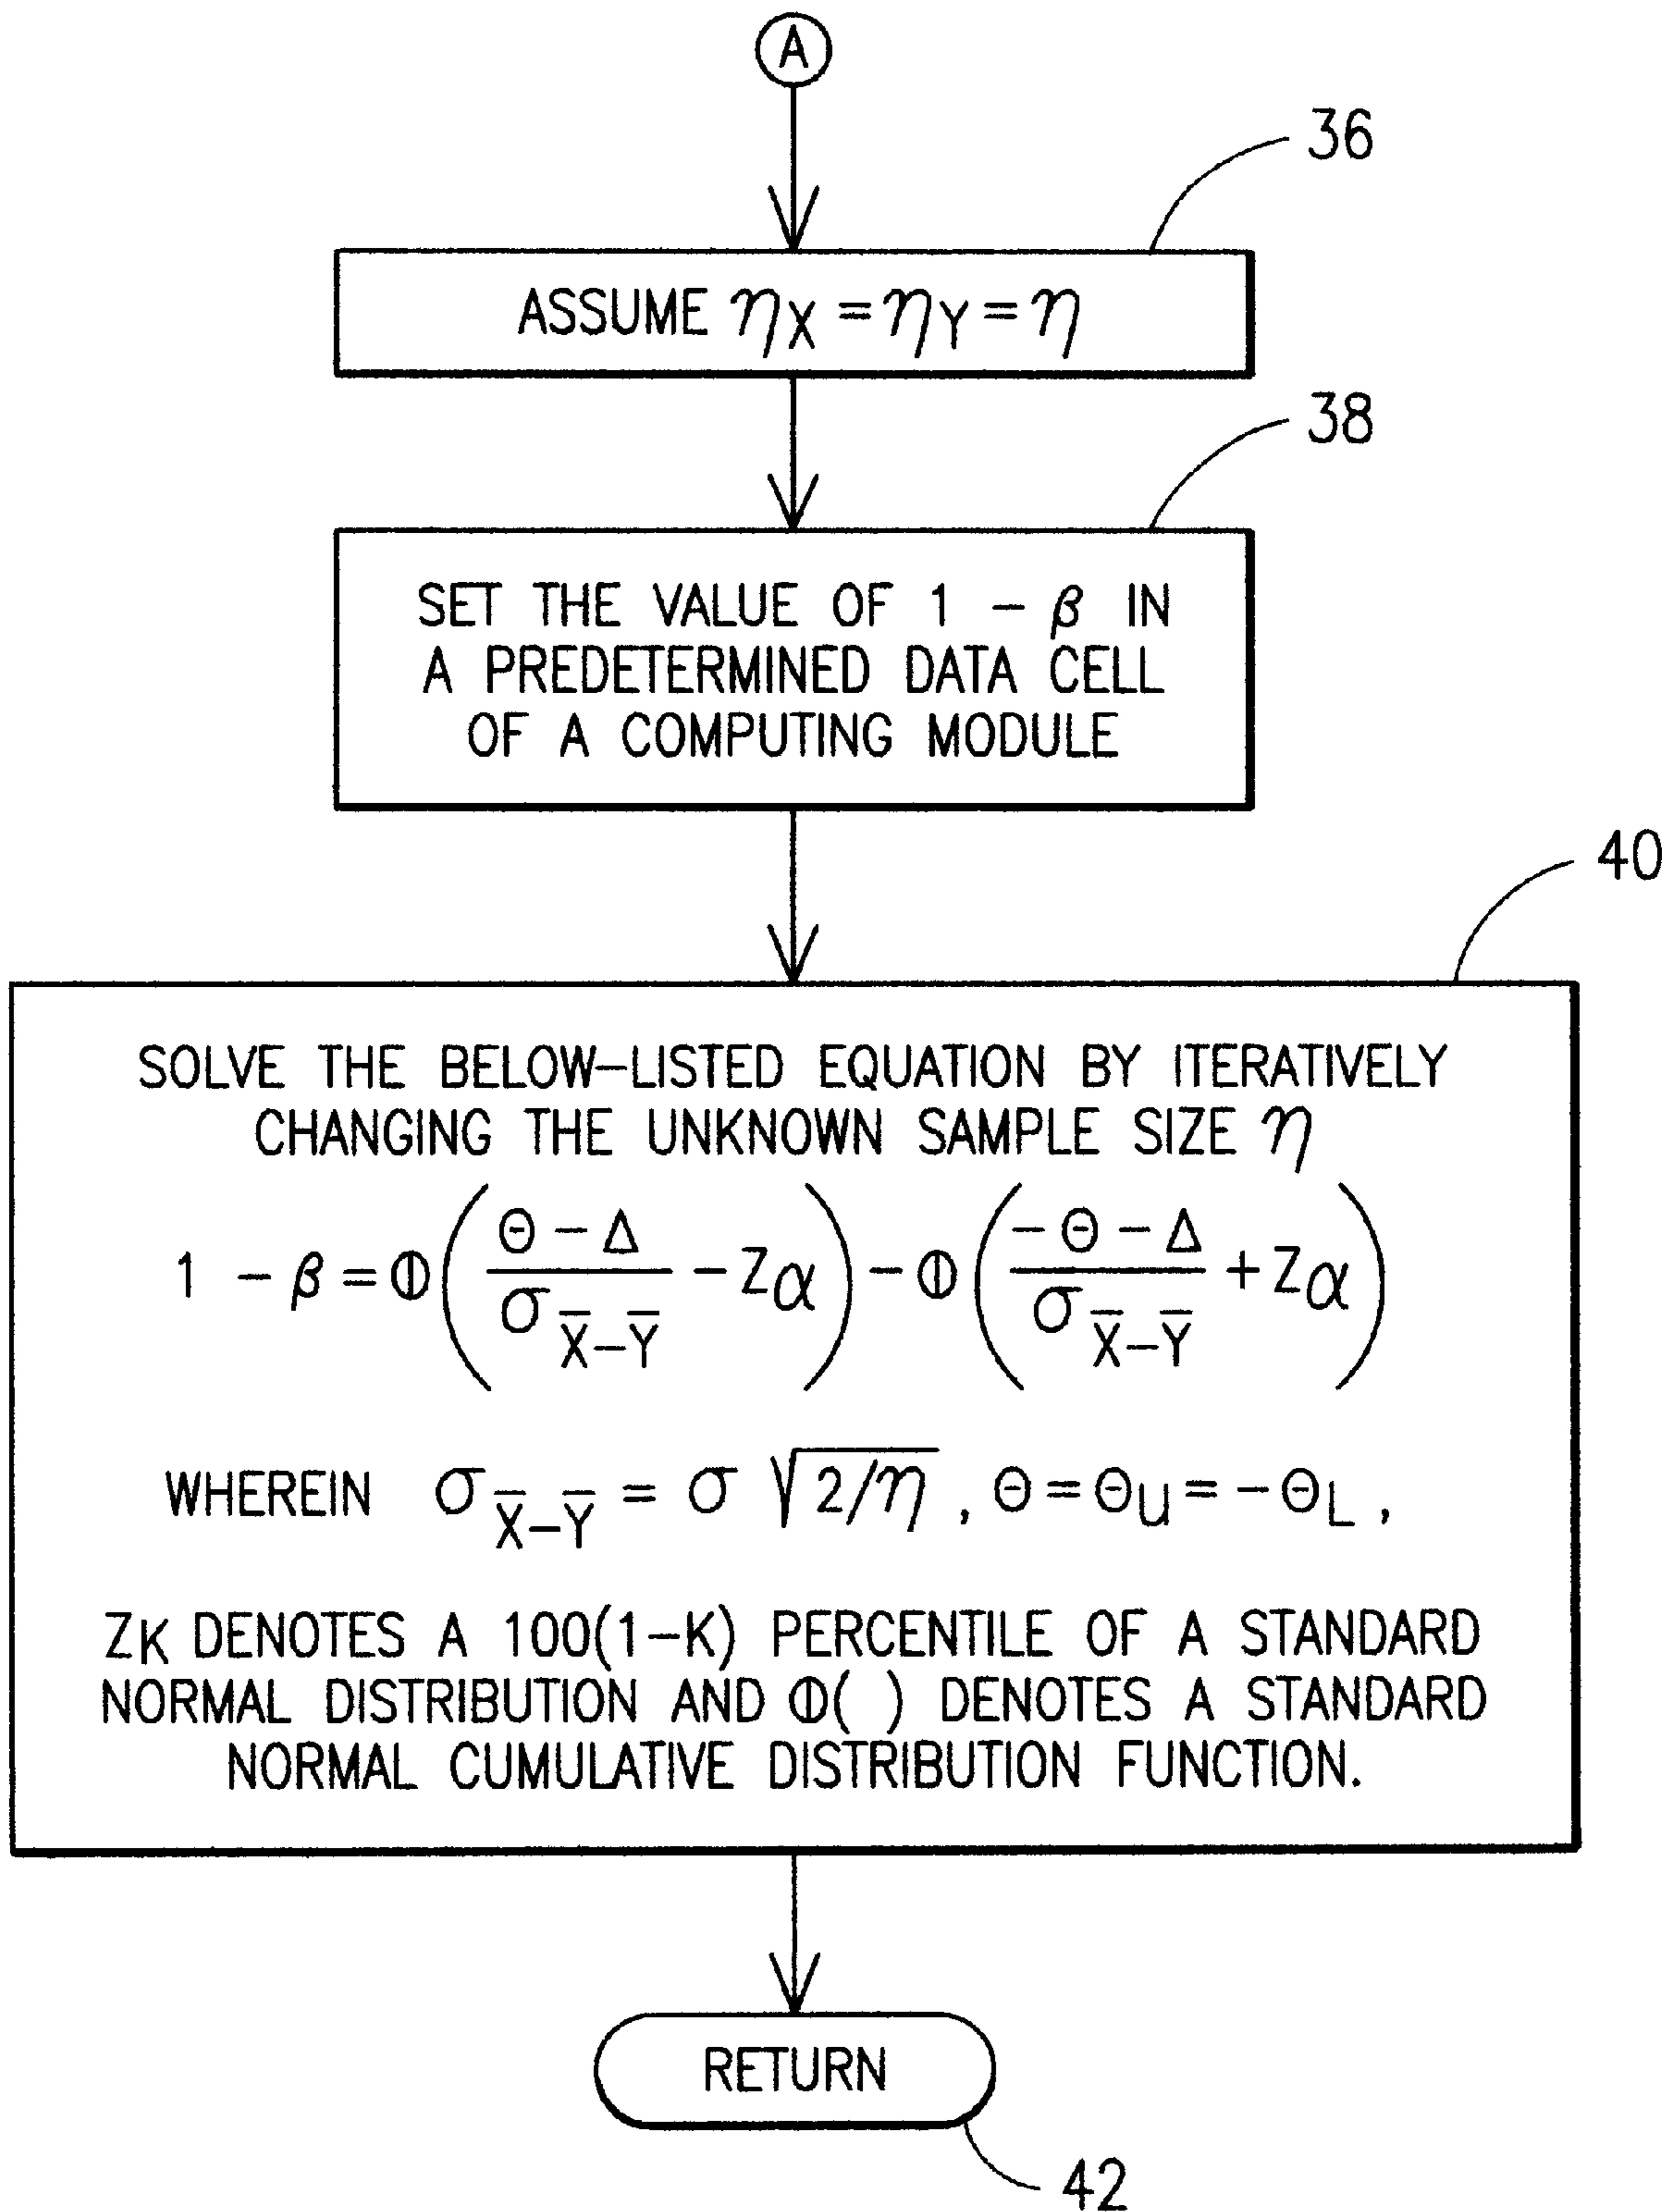 A
36
ASSUME ηX = ηY = η
38
SET THE VALUE OF 1 - β IN
A PREDETERMINED DATA CELL
OF A COMPUTING MODULE
40
SOLVE THE BELOW-LISTED EQUATION BY ITERATIVELY
CHANGING THE UNKNOWN SAMPLE SIZE η
1 - β = Φ((Θ - Δ)/(σX̄-Ȳ) - Zα) - Φ((-Θ - Δ)/(σX̄-Ȳ) + Zα)
WHEREIN σX̄-Ȳ = σ √2/η, Θ = ΘU = -ΘL,
ZK DENOTES A 100(1-K) PERCENTILE OF A STANDARD
NORMAL DISTRIBUTION AND Φ( ) DENOTES A STANDARD
NORMAL CUMULATIVE DISTRIBUTION FUNCTION.
RETURN
42